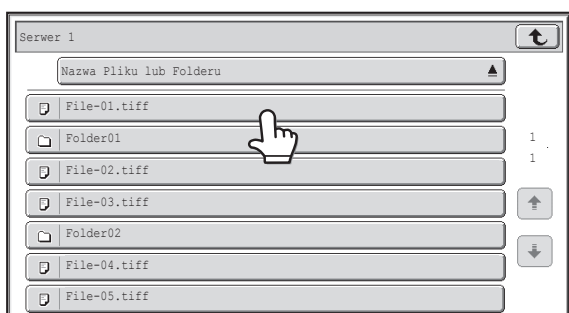 Serwer 1
Nazwa Pliku lub Folderu
File-01.tiff
Folder01
1
File-02.tiff
1
File-03.tiff
Folder02
File-04.tiff
File-05.tiff